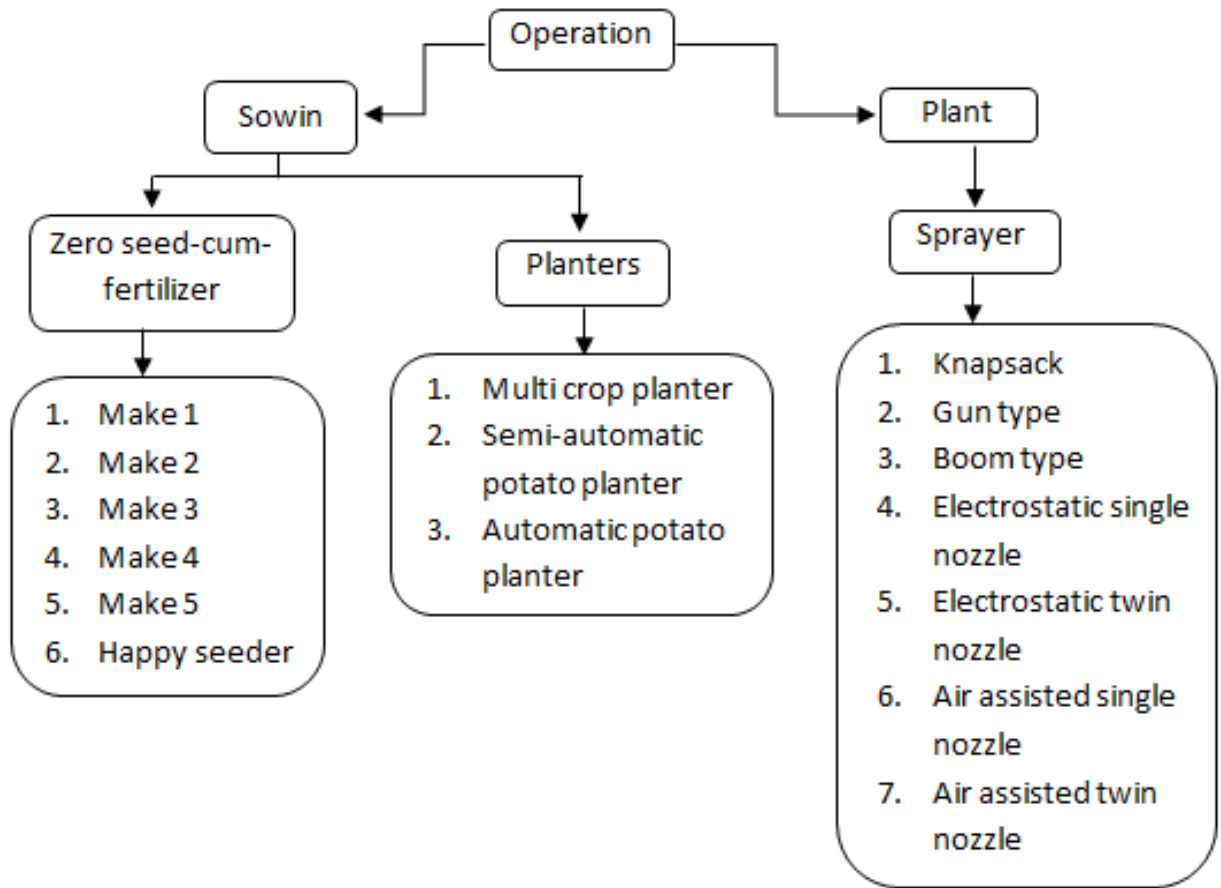 Operation
Sowin
Plant
Zero seed-cum-
fertilizer
Planters
Sprayer
1. Make 1
2. Make 2
3. Make 3
4. Make 4
5. Make 5
6. Happy seeder
1. Multi crop planter
2. Semi-automatic
potato planter
3. Automatic potato
planter
1. Knapsack
2. Gun type
3. Boom type
4. Electrostatic single
nozzle
5. Electrostatic twin
nozzle
6. Air assisted single
nozzle
7. Air assisted twin
nozzle